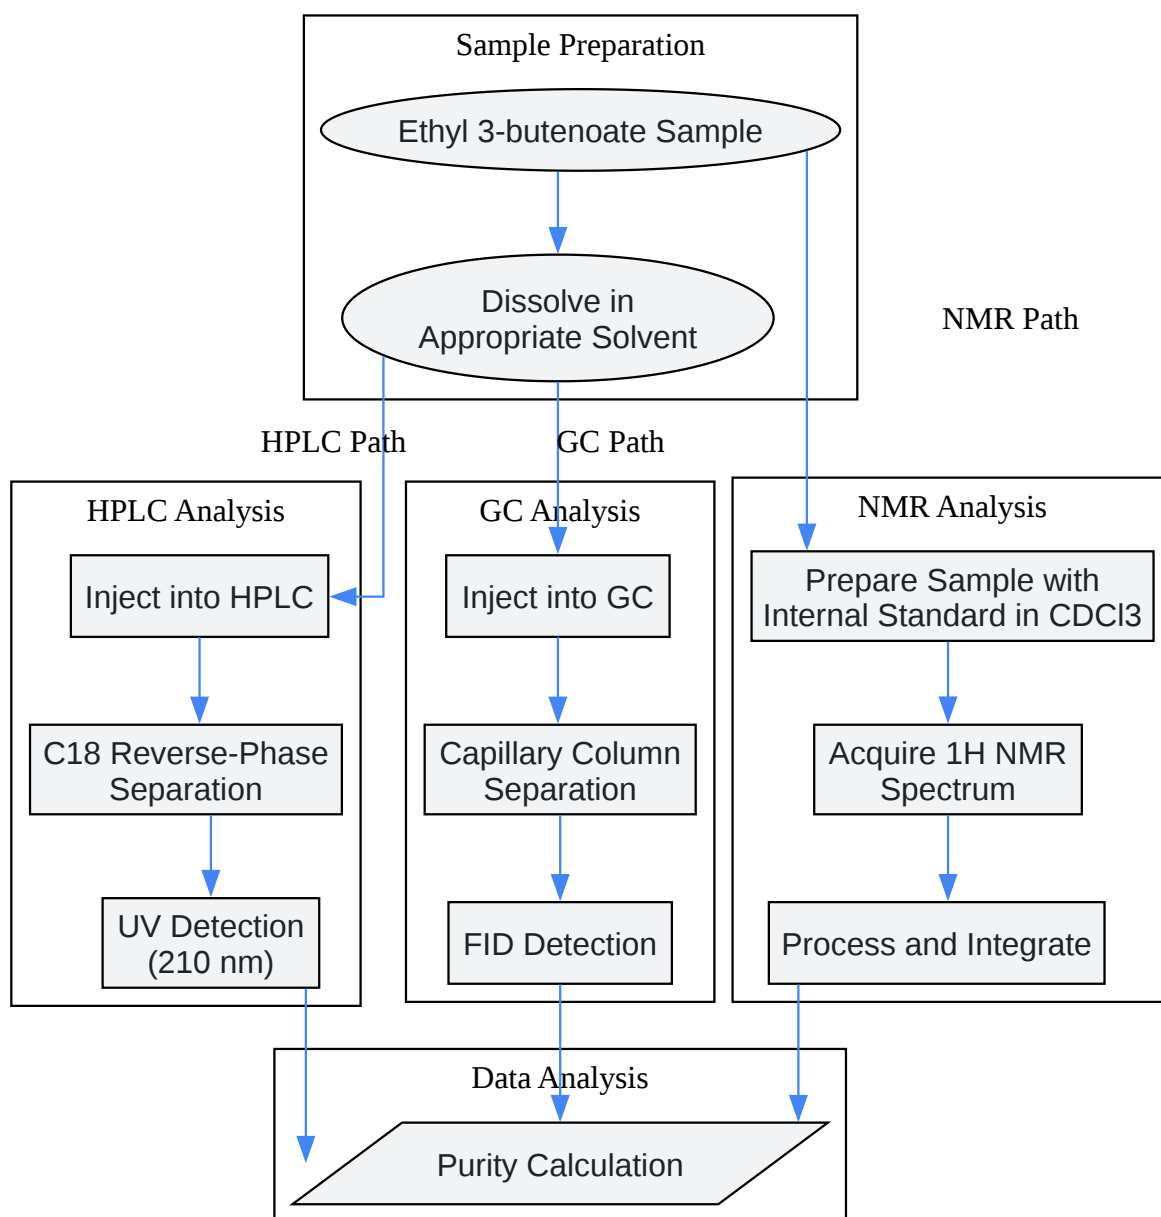 Sample Preparation
Ethyl 3-butenoate Sample
Dissolve in
Appropriate Solvent
NMR Path
HPLC Path
GC Path
HPLC Analysis
Inject into HPLC
C18 Reverse-Phase
Separation
UV Detection
(210 nm)
GC Analysis
Inject into GC
Capillary Column
Separation
FID Detection
NMR Analysis
Prepare Sample with
Internal Standard in CDCl3
Acquire 1H NMR
Spectrum
Process and Integrate
Data Analysis
Purity Calculation